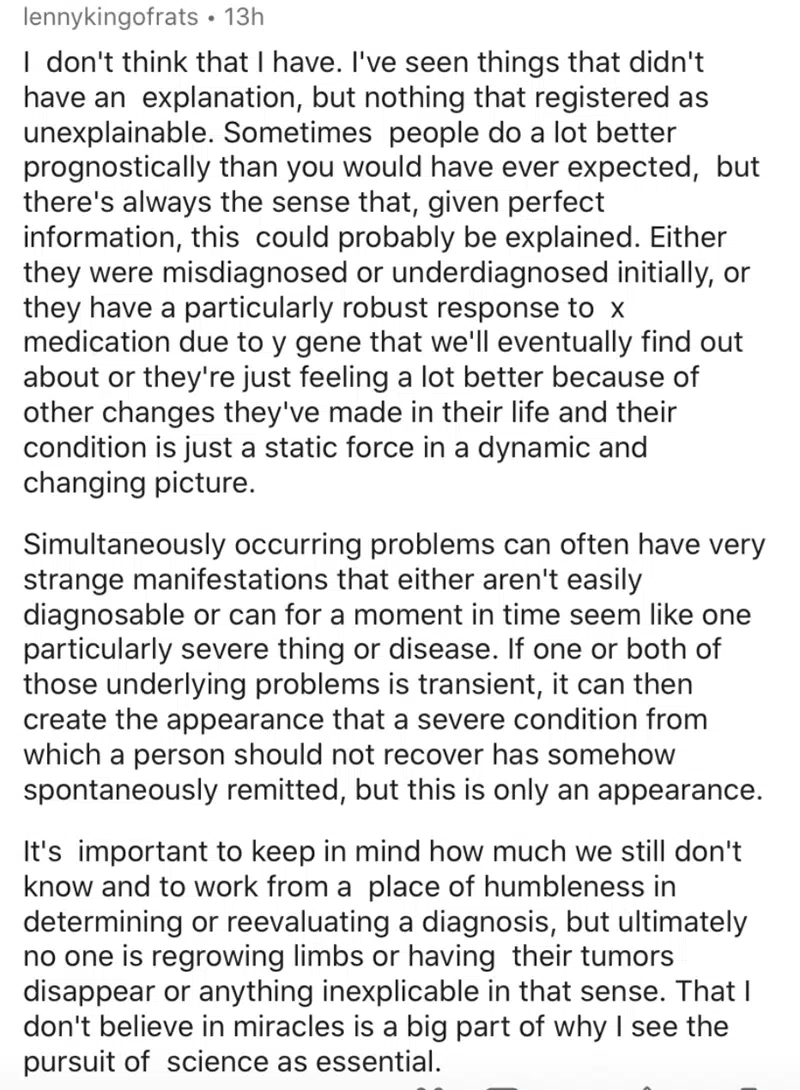 lennykingofrats • 13h
I don't think that I have. I've seen things that didn't
have an explanation, but nothing that registered as
unexplainable. Sometimes people do a lot better
prognostically than you would have ever expected, but
there's always the sense that, given perfect
information, this could probably be explained. Either
they were misdiagnosed or underdiagnosed initially, or
they have a particularly robust response to x
medication due to y gene that we'll eventually find out
about or they're just feeling a lot better because of
other changes they've made in their life and their
condition is just a static force in a dynamic and
changing picture.
Simultaneously occurring problems can often have very
strange manifestations that either aren't easily
diagnosable or can for a moment in time seem like one
particularly severe thing or disease. If one or both of
those underlying problems is transient, it can then
create the appearance that a severe condition from
which a person should not recover has somehow
spontaneously remitted, but this is only an appearance.
It's important to keep in mind how much we still don't
know and to work from a place of humbleness in
determining or reevaluating a diagnosis, but ultimately
no one is regrowing limbs or having their tumors
disappear or anything inexplicable in that sense. That I
don't believe in miracles is a big part of why I see the
pursuit of science as essential.